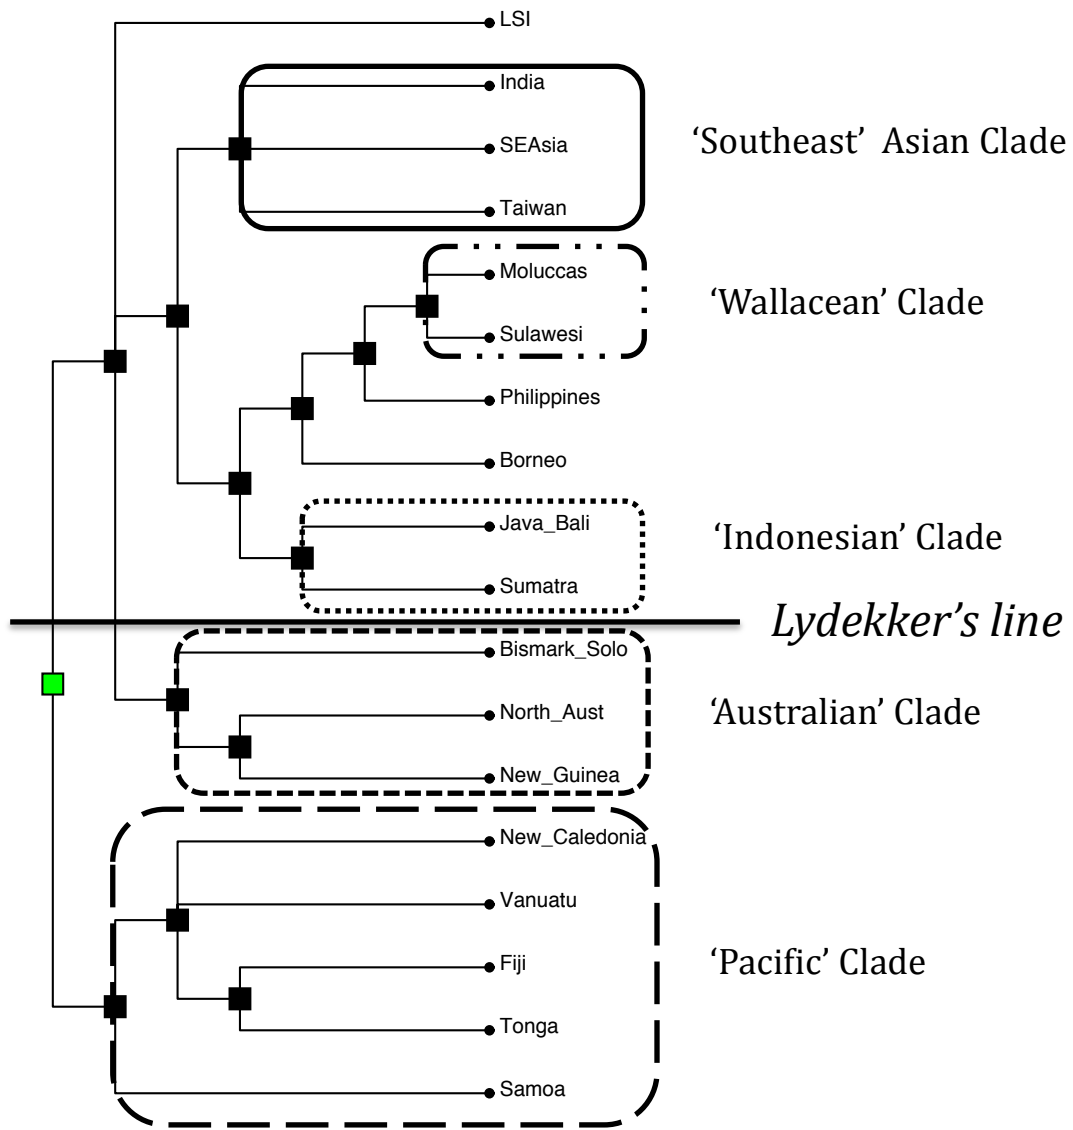 LSI
India
SEAsia
Taiwan
‘Southeast’ Asian Clade
Moluccas
Sulawesi
‘Wallacean’ Clade
Philippines
Borneo
Java_Bali
Sumatra
‘Indonesian’ Clade
Lydekker’s line
Bismark_Solo
North_Aust
New_Guinea
‘Australian’ Clade
New_Caledonia
Vanuatu
Fiji
Tonga
Samoa
‘Pacific’ Clade